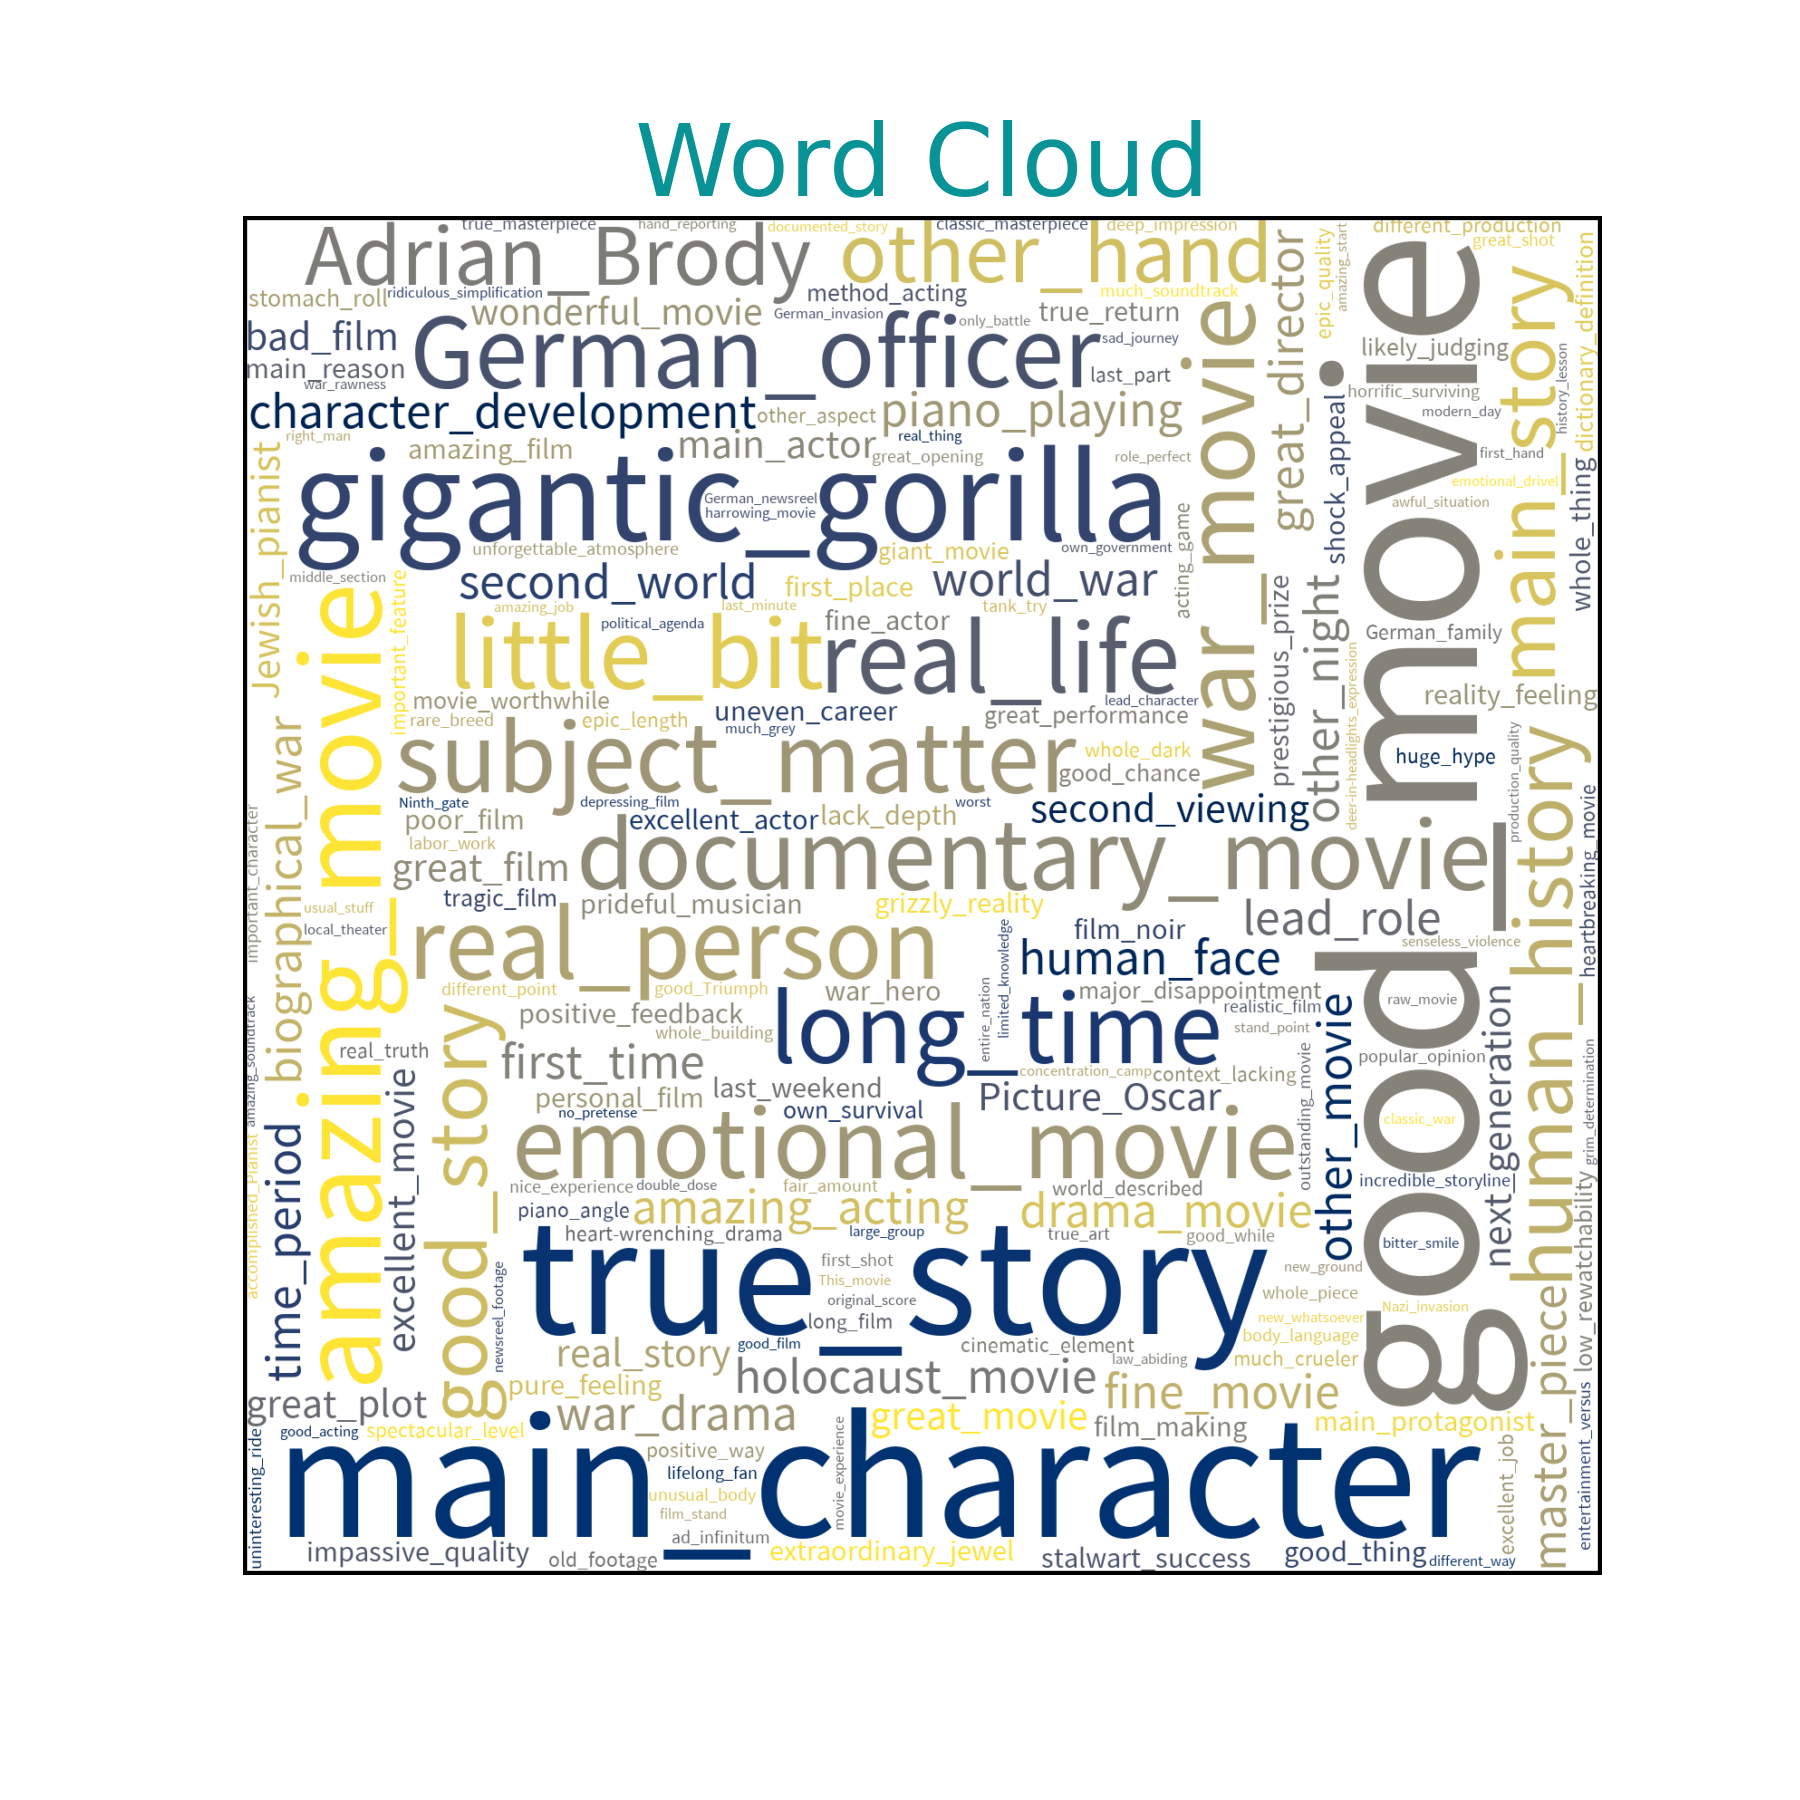 Word Cloud
true_masterpiece
hand_reporting
documented_story
classic_masterpiece
deep_impression
different_production
Adrian_Brody
other_hand
great_director
epic_quality
amazing_start
great_shot
good_movie
main_story
dictionary_definition
stomach_roll
ridiculous_simplification
wonderful_movie
method_acting
German_invasion
much_soundtrack
only_battle
true_return
war_movie
bad_film
German_officer
sad_journey
likely_judging
main_reason
war_rawness
last_part
shock_appeal
horrific_surviving
history_lesson
character_development
other_aspect
piano_playing
modern_day
right_man
amazing_film
main_actor
real_thing
great_opening
role_perfect
first_hand
Jewish_pianist
gigantic_gorilla
German_newsreel
harrowing_movie
emotional_drivel
awful_situation
whole_thing
acting_game
unforgettable_atmosphere
giant_movie
own_government
middle_section
important_feature
second_world
first_place
world_war
prestigious_prize
other_night
amazing_movie
amazing_job
last_minute
tank_try
little_bit
political_agenda
fine_actor
real_life
German_family
deer-in-headlights_expression
movie_worthwhile
lead_character
reality_feeling
rare_breed
epic_length
uneven_career
great_performance
biographical_war
subject_matter
much_grey
whole_dark
good_chance
huge_hype
production_quality
human_history
heartbreaking_movie
Ninth_gate
depressing_film
worst
second_viewing
important_character
poor_film
excellent_actor
lack_depth
labor_work
great_film
documentary_movie
tragic_film
prideful_musician
grizzly_reality
lead_role
usual_stuff
local_theater
real_person
limited_knowledge
film_noir
senseless_violence
human_face
entire_nation
different_point
good_Triumph
war_hero
major_disappointment
raw_movie
amazing_soundtrack
good_story
positive_feedback
long_time
realistic_film
other_movie
next_generation
whole_building
stand_point
real_truth
first_time
popular_opinion
outstanding_movie
grim_determination
excellent_movie
last_weekend
concentration_camp
context_lacking
personal_film
no_pretense
own_survival
Picture_Oscar
classic_war
time_period
accomplished_Pianist
emotional_movie
low_rewatchability
nice_experience
double_dose
fair_amount
world_described
incredible_storyline
piano_angle
amazing_acting
drama_movie
heart-wrenching_drama
large_group
true_art
good_while
bitter_smile
newsreel_footage
true_story
first_shot
This_movie
original_score
long_film
new_ground
whole_piece
Nazi_invasion
new_whatsoever
master_piece
real_story
good_film
cinematic_element
body_language
law_abiding
much_crueler
pure_feeling
holocaust_movie
fine_movie
entertainment_versus
great_plot
war_drama
great_movie
film_making
main_protagonist
good_acting
spectacular_level
uninteresting_ride
main_character
positive_way
movie_experience
excellent_job
lifelong_fan
unusual_body
film_stand
ad_infinitum
impassive_quality
old_footage
extraordinary_jewel
stalwart_success
good_thing
different_way